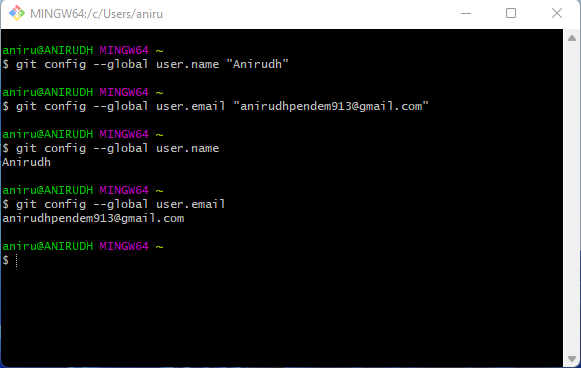 MINGW64:/c/Users/aniru
aniru@ANIRUDH MINGW64 ~
$ git config --global user.name "Anirudh"
aniru@ANIRUDH MINGW64 ~
$ git config --global user.email "anirudhpendem913@gmail.com"
aniru@ANIRUDH MINGW64 ~
$ git config --global user.name
Anirudh
aniru@ANIRUDH MINGW64 ~
$ git config --global user.email
anirudhpendem913@gmail.com
aniru@ANIRUDH MINGW64 ~
$